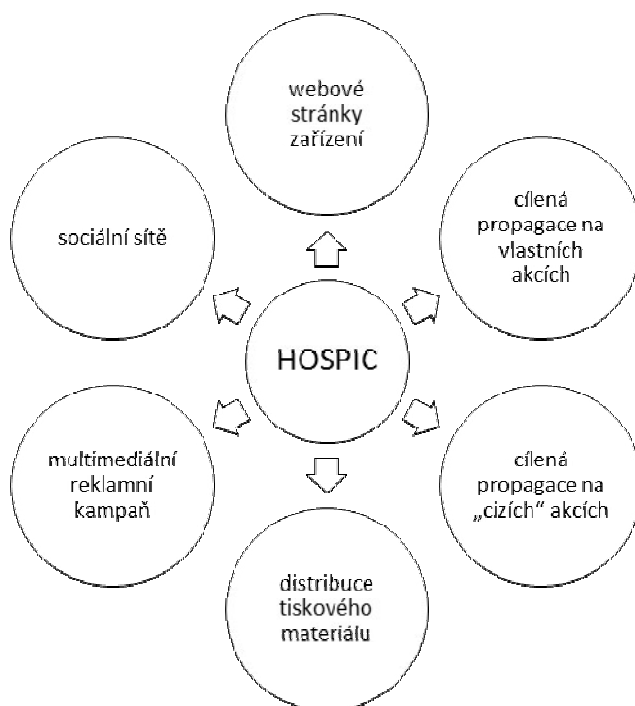 webové
stránky
zařízení
sociální sítě
cílená
propagace na
vlastních
akcích
HOSPIC
multimediální
reklamní
kampaň
cílená
propagace na
„cizích“ akcích
distribuce
tiskového
materiálu